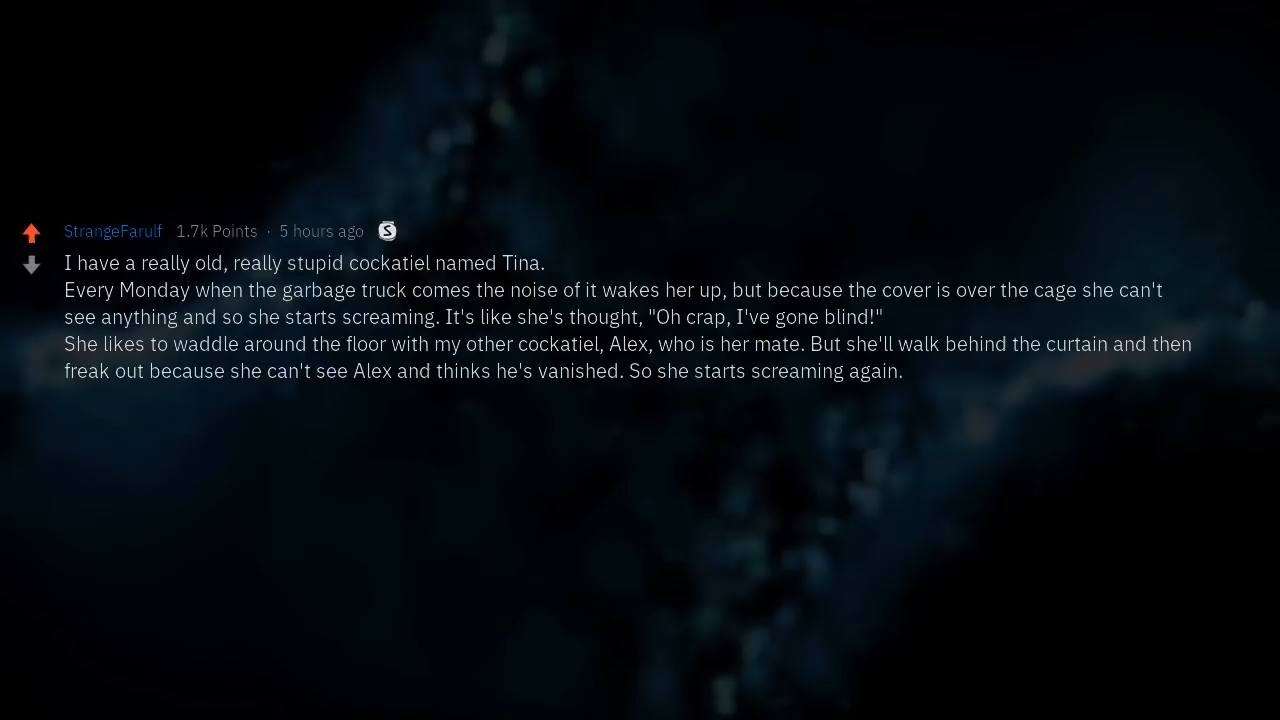 StrangeFarulf 1.7k Points · 5 hours ago
I have a really old, really stupid cockatiel named Tina.
Every Monday when the garbage truck comes the noise of it wakes her up, but because the cover is over the cage she can't
see anything and so she starts screaming. It's like she's thought, "Oh crap, I've gone blind!"
She likes to waddle around the floor with my other cockatiel, Alex, who is her mate. But she'll walk behind the curtain and then
freak out because she can't see Alex and thinks he's vanished. So she starts screaming again.